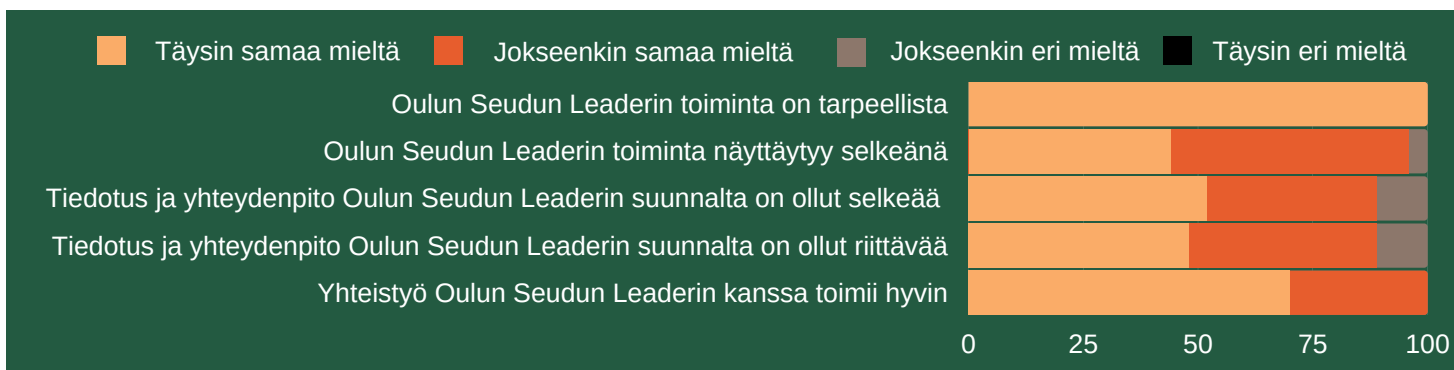 Täysin samaa mieltä Jokseenkin samaa mieltä Jokseenkin eri mieltä Täysin eri mieltä
Oulun Seudun Leaderin toiminta on tarpeellista
Oulun Seudun Leaderin toiminta näyttäytyy selkeänä
Tiedotus ja yhteydenpito Oulun Seudun Leaderin suunnalta on ollut selkeää
Tiedotus ja yhteydenpito Oulun Seudun Leaderin suunnalta on ollut riittävää
Yhteistyö Oulun Seudun Leaderin kanssa toimii hyvin
0 25 50 75 100